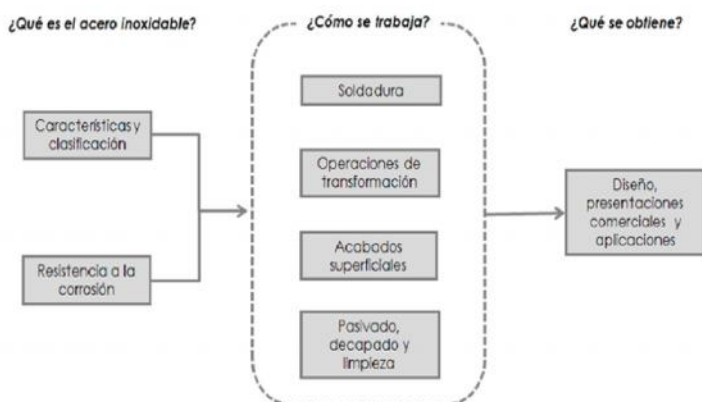 ¿Qué es el acero inoxidable?
¿Cómo se trabaja?
¿Qué se obtiene?
Características y
clasificación
Resistencia a la
corrosión
Soldadura
Operaciones de
transformación
Acabados
superficiales
Pasivado,
decapado y
limpieza
Diseño,
presentaciones
comerciales y
aplicaciones